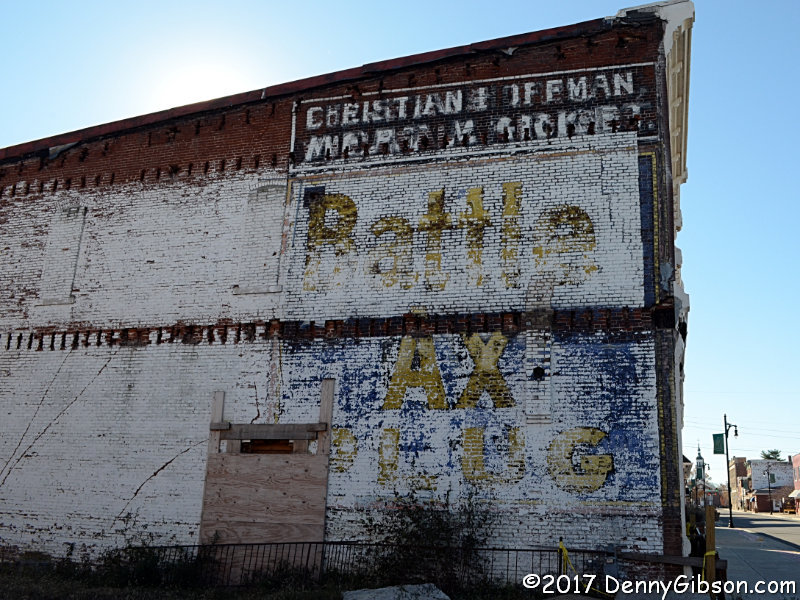 CHRISTIAN & OFFMAN
Battle
AX
PLUG
©2017 DennyGibson.com